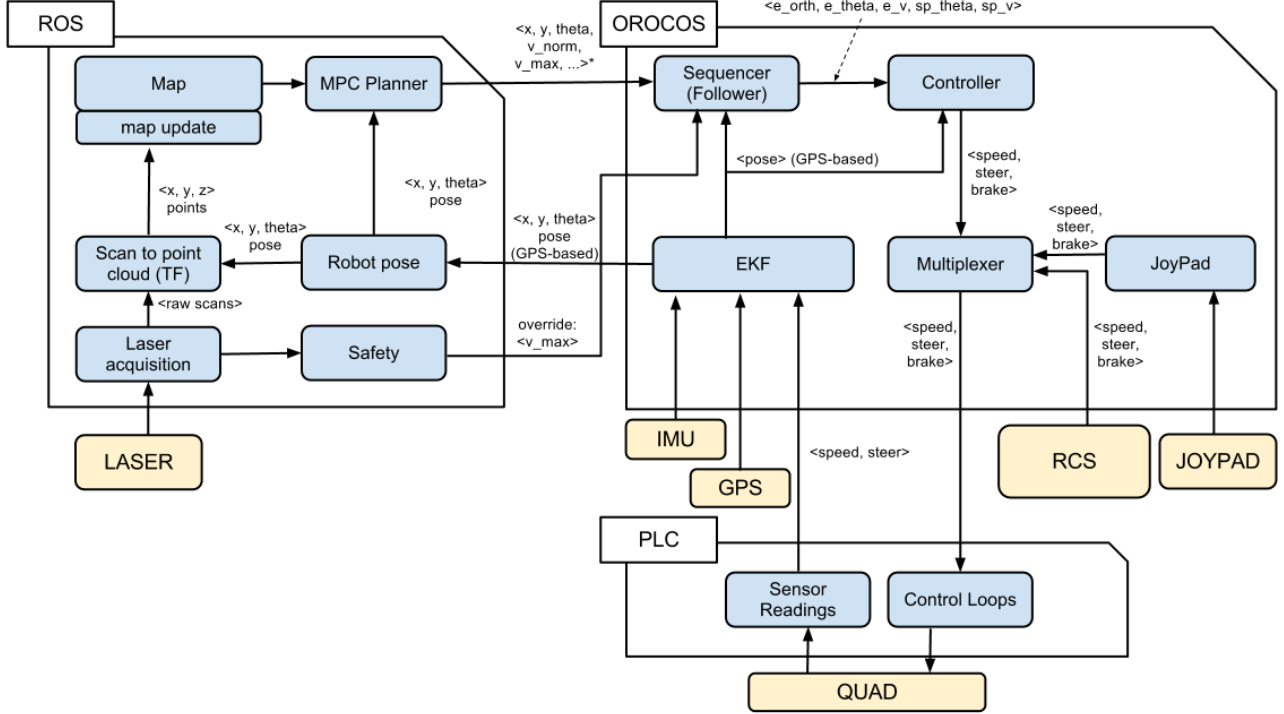 ROS
<x, y, theta,
v_norm,
v_max, ...>*
OROCOS
<e_orth, e_theta, e_v, sp_theta, sp_v>
Map
map update
MPC Planner
Sequencer
(Follower)
Controller
<pose> (GPS-based)
<speed,
steer,
brake>
<x, y, z>
points
<x, y, theta>
pose
<x, y, theta>
pose
<x, y, theta>
pose
(GPS-based)
<speed,
steer,
brake>
Scan to point
cloud (TF)
Robot pose
EKF
Multiplexer
JoyPad
<raw scans>
Laser
acquisition
Safety
override:
<v_max>
<speed,
steer,
brake>
<speed,
steer,
brake>
LASER
IMU
GPS
<speed, steer>
RCS
JOYPAD
PLC
Sensor
Readings
Control Loops
QUAD